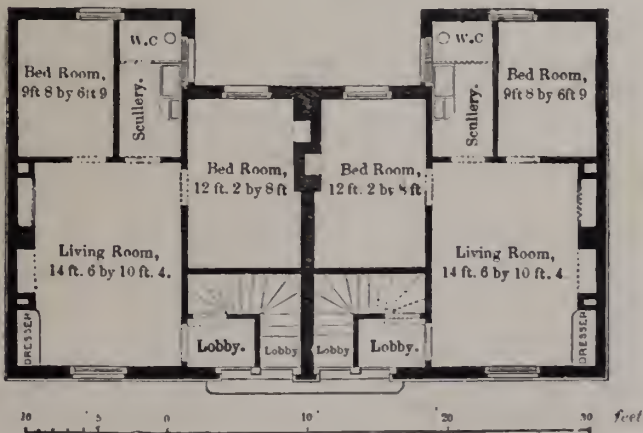 W.C
W.C
Bed Room,
9ft 8 by 6ft 9
Scullery.
Bed Room,
12 ft. 2 by 8 ft
Bed Room,
12 ft. 2 by 8 ft
Scullery.
Bed Room,
9ft 8 by 6ft 9
Living Room,
14 ft. 6 by 10 ft. 4.
Living Room,
14 ft. 6 by 10 ft. 4
DRESSER
Lobby.
Lobby
Lobby
Lobby.
DRESSER
5 0 10 20 30 feet